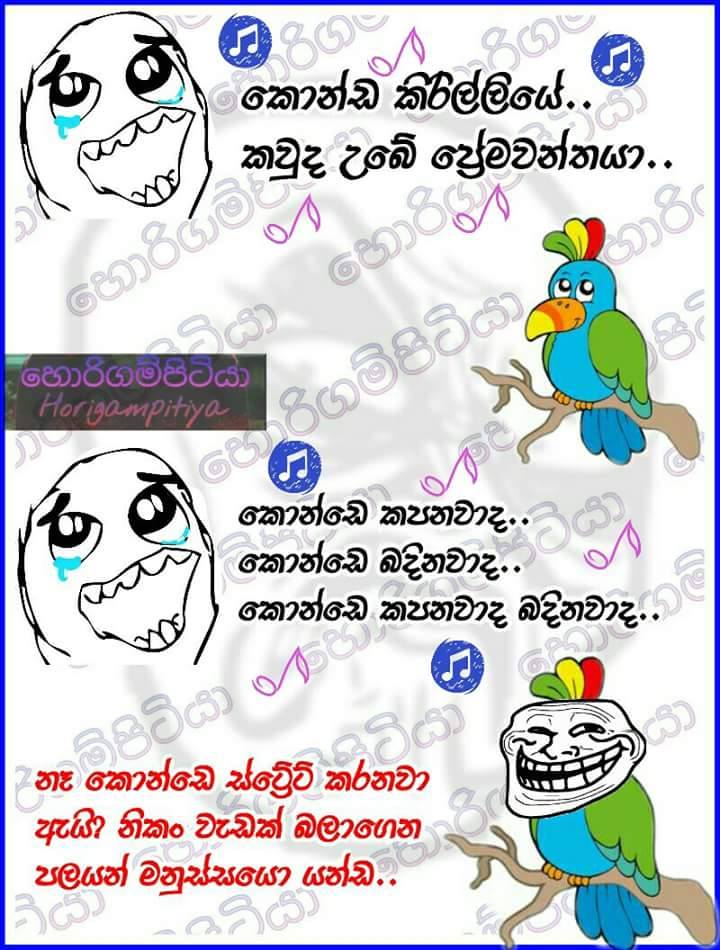 කොන්ඩ කිරිල්ලියේ..
කවුද උබේ ප්‍රේමවන්තයා..
හොරිගම්පිටියා
Horigampitiya
කොන්ඩෙ කපනවාද..
කොන්ඩෙ බදිනවාද..
කොන්ඩෙ කපනවාද බදිනවාද..
නෑ කොන්ඩෙ ස්ට්‍රේට් කරනවා
ඇයි? නිකං වැඩක් බලාගෙන
පලයන් මනුස්සයො යන්ඩ..